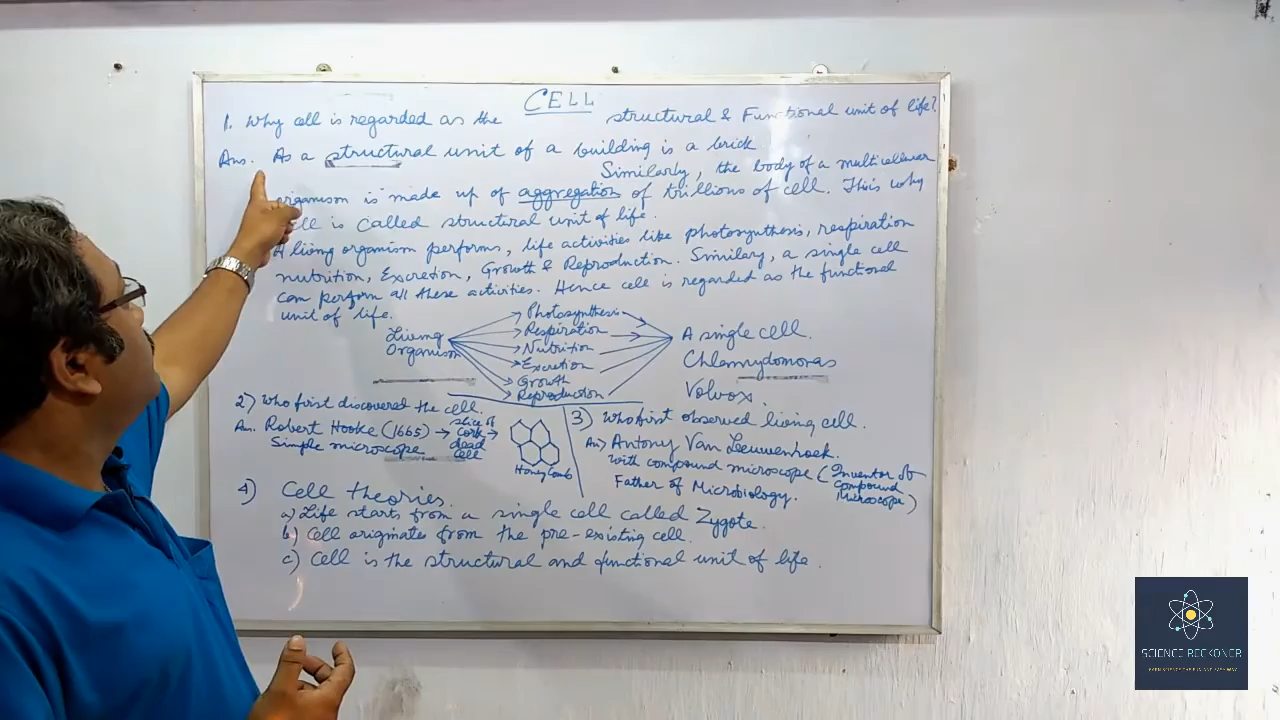 CELL
1. Why cell is regarded as the structural & Functional unit of life?
Ans. As a structural unit of a building is a brick
Similarly, the body of a multicellular
organism is made up of aggregation of trillions of cell. This why
cell is called structural unit of life.
A living organism performs, life activities like photosynthesis, respiration
nutrition, Excretion, Growth & Reproduction. Similary, a single cell
can perform all these activities. Hence cell is regarded as the functional
unit of life.
Living
Organism
Photosynthesis
Respiration
Nutrition
Excretion
Growth
Reproduction
A single cell.
Chlamydomoras
Volvox.
2) Who first discovered the cell.
Ans. Robert Hooke (1665) → slice of cork dead cell →
Simple microscope
Honey Comb
3) Who first observed living cell.
An) Antony Van Leeuwenhoek.
with compound microscope (Inventor of Compound Microscope)
Father of Microbiology.
4) Cell theories
a) Life starts from a single cell called Zygote.
b) Cell originates from the pre-existing cell.
c) Cell is the structural and functional unit of life.
SCIENCE RECKONER